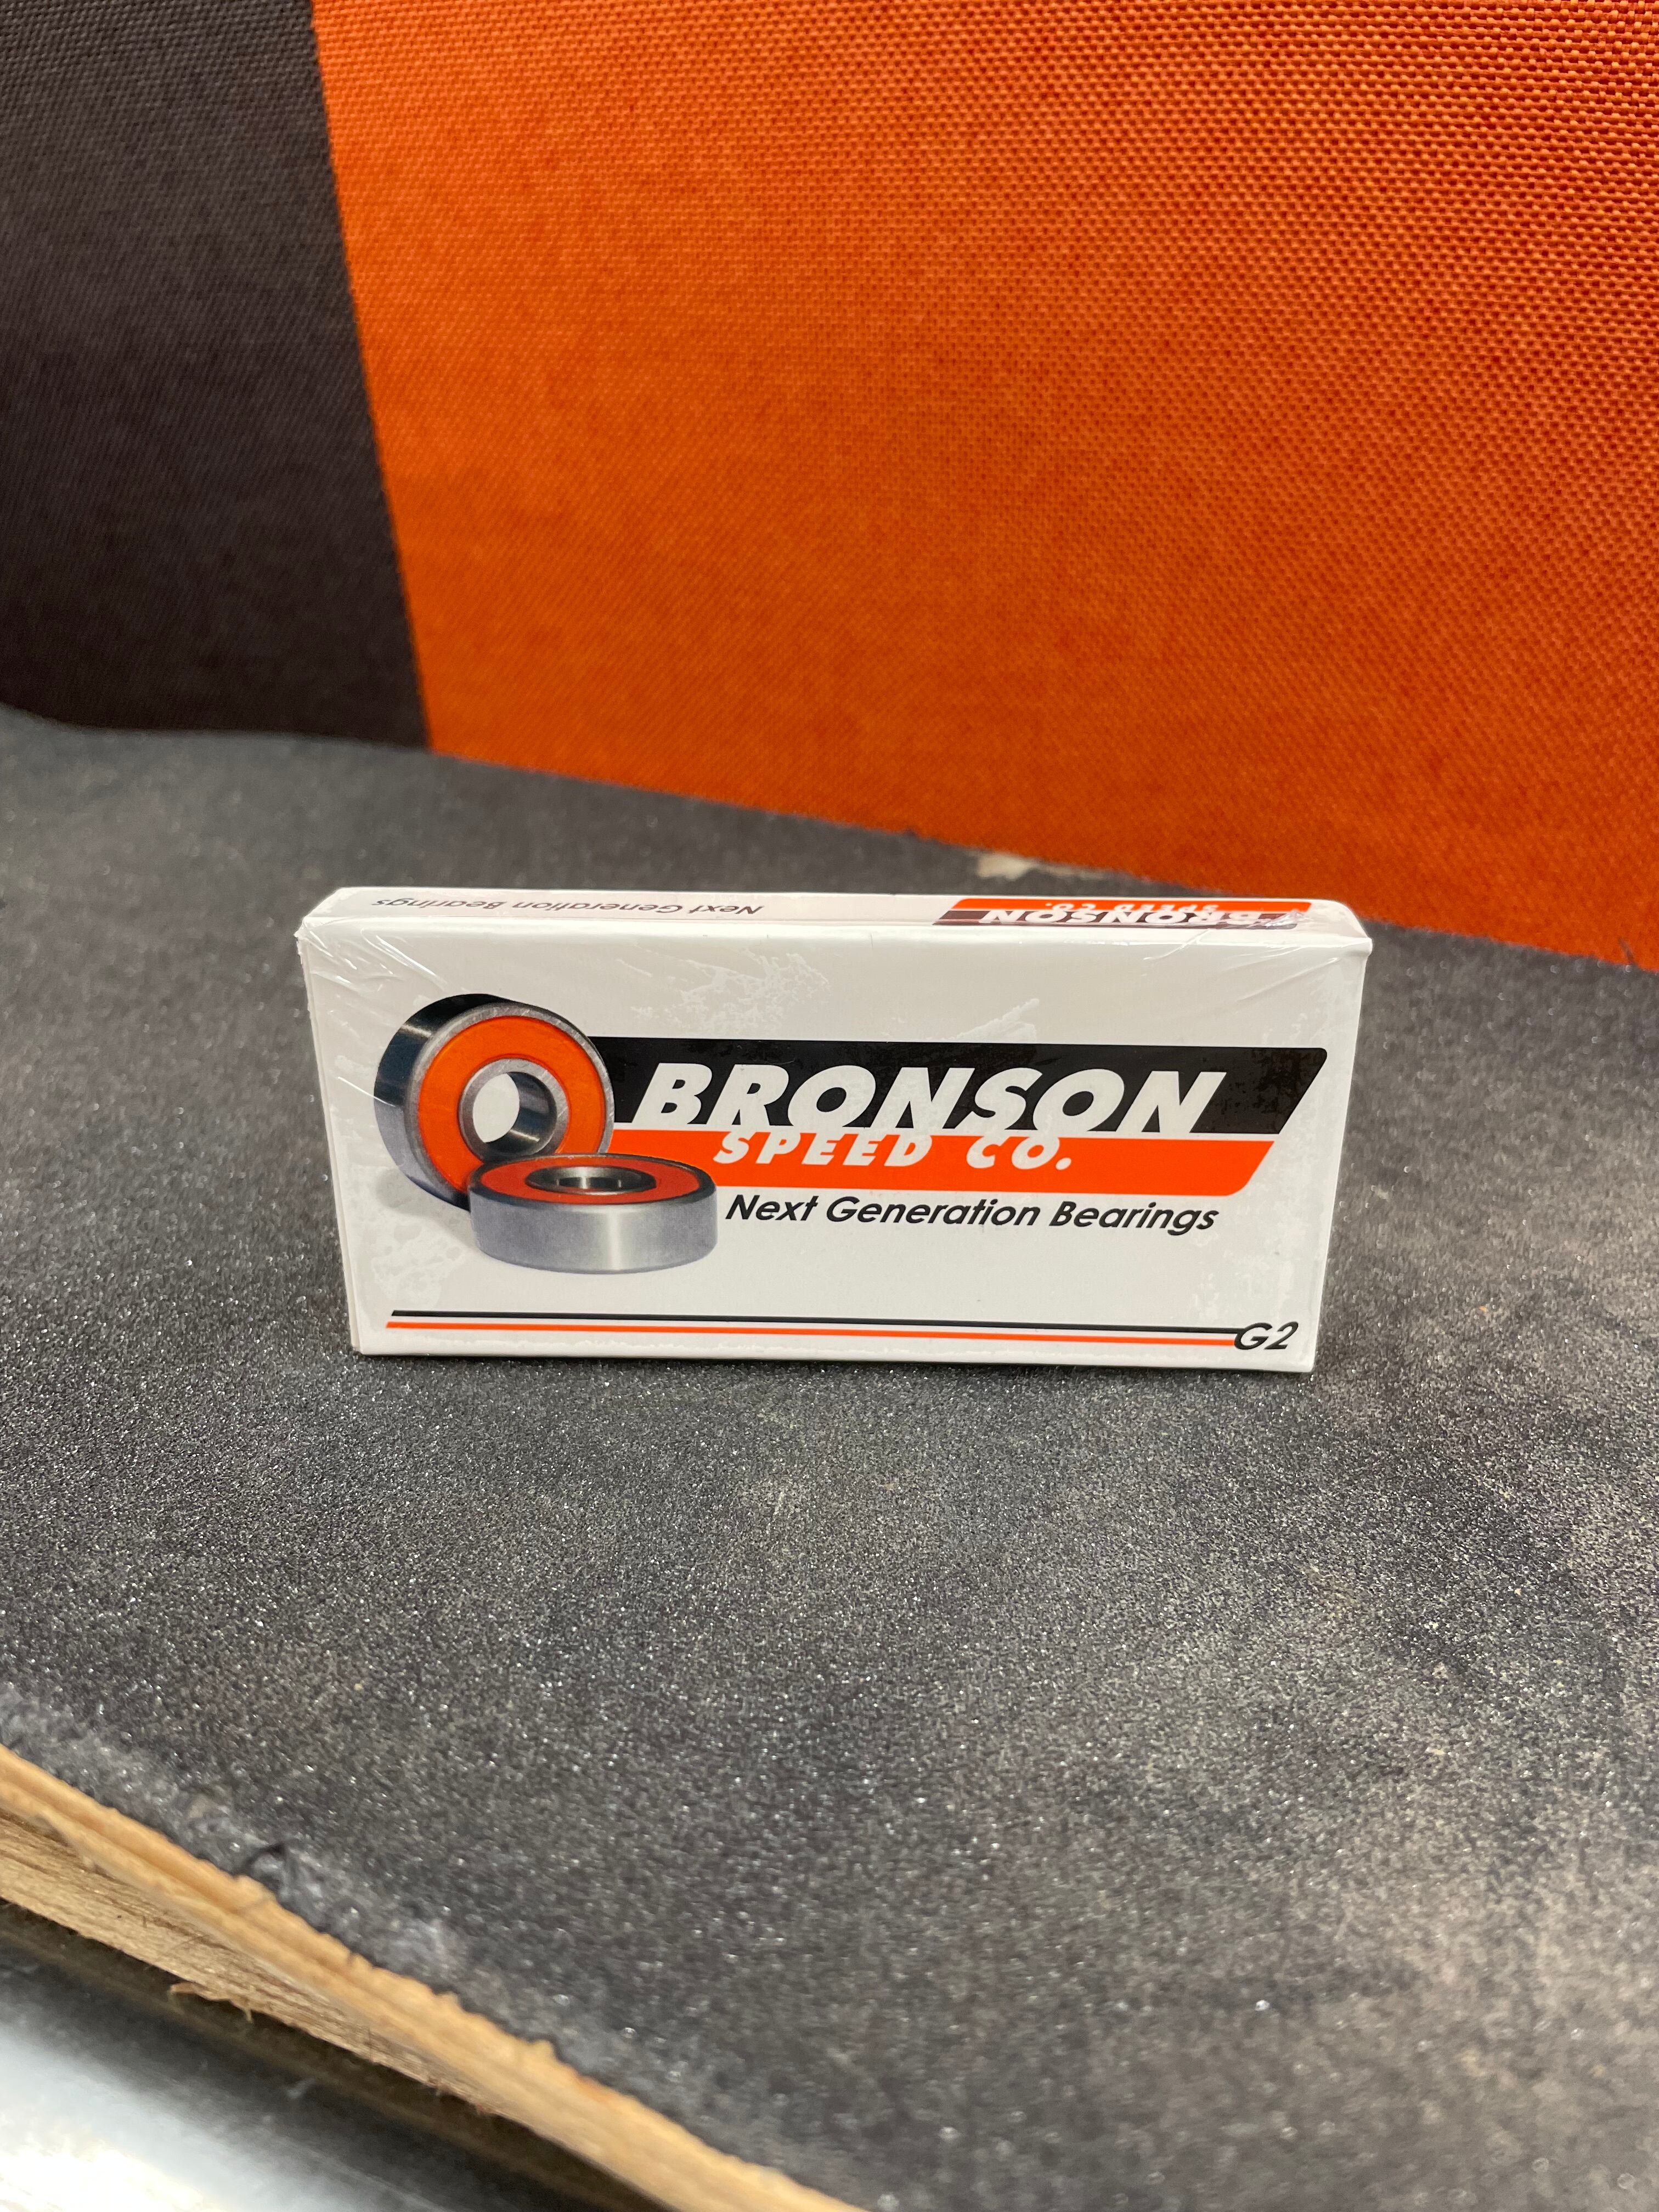 Next Generation Bearings
BRONSON
SPEED CO.
BRONSON
SPEED CO.
Next Generation Bearings
G2